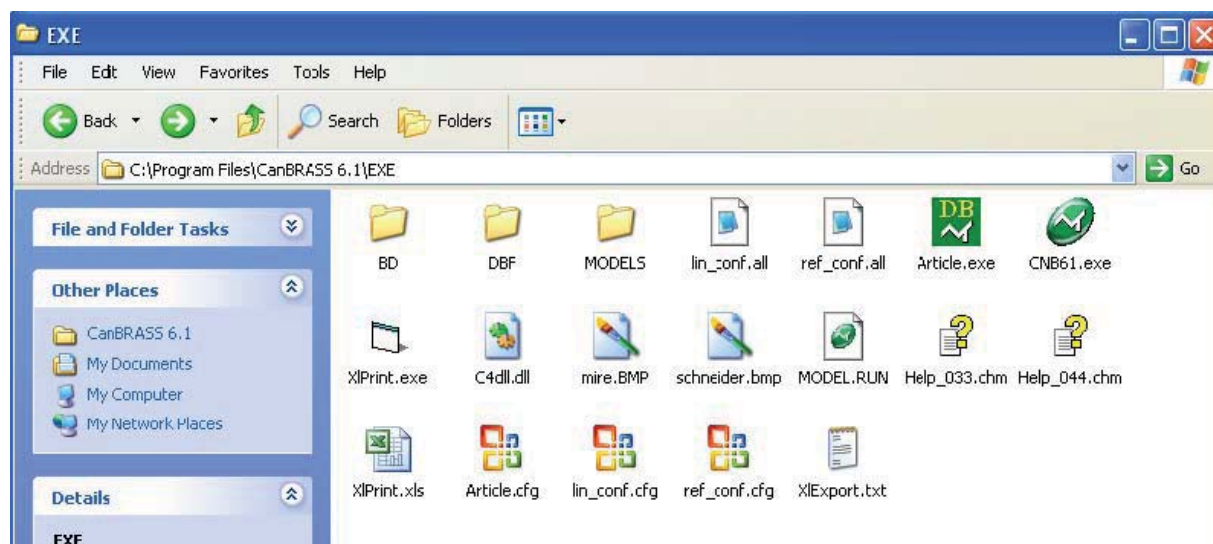 EXE
File Edit View Favorites Tools Help
Back Search Folders
Address C:\Program Files\CanBRASS 6.1\EXE Go
File and Folder Tasks
Other Places
CanBRASS 6.1
My Documents
My Computer
My Network Places
Details
EXE
BD DBF MODELS lin_conf.all ref_conf.all DB Article.exe CNB61.exe
XlPrint.exe C4dll.dll mire.BMP schneider.bmp MODEL.RUN Help_033.chm Help_044.chm
XlPrint.xls Article.cfg lin_conf.cfg ref_conf.cfg XlExport.txt